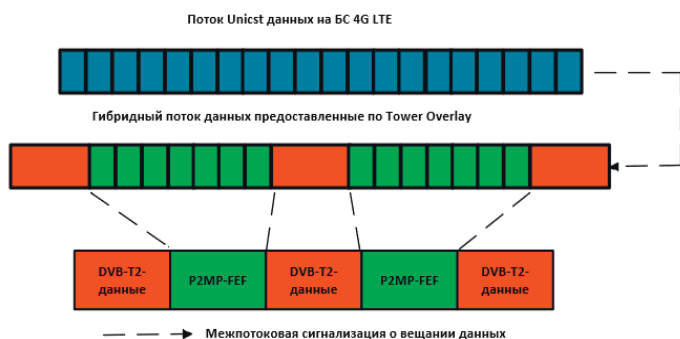 Поток Unicst данных на БС 4G LTE
Гибридный поток данных предоставленные по Tower Overlay
DVB-T2-
данные
P2MP-FEF
DVB-T2-
данные
P2MP-FEF
DVB-T2-
данные
Межпотоковая сигнализация о вещании данных